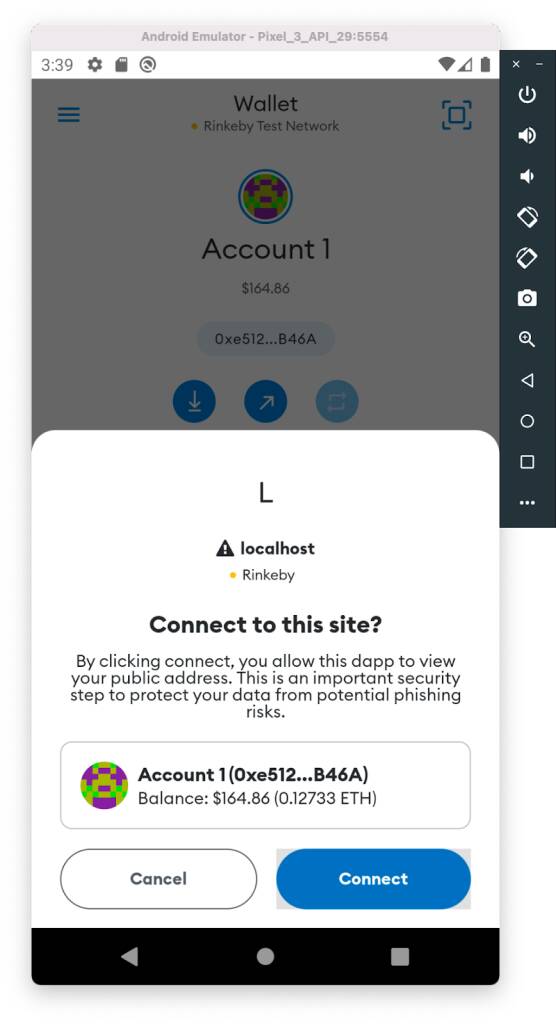 Android Emulator - Pixel_3_API_29:5554
3:39
Wallet
Rinkeby Test Network
Account 1
$164.86
0xe512...B46A
L
localhost
Rinkeby
Connect to this site?
By clicking connect, you allow this dapp to view
your public address. This is an important security
step to protect your data from potential phishing
risks.
Account 1 (0xe512...B46A)
Balance: $164.86 (0.12733 ETH)
Cancel
Connect